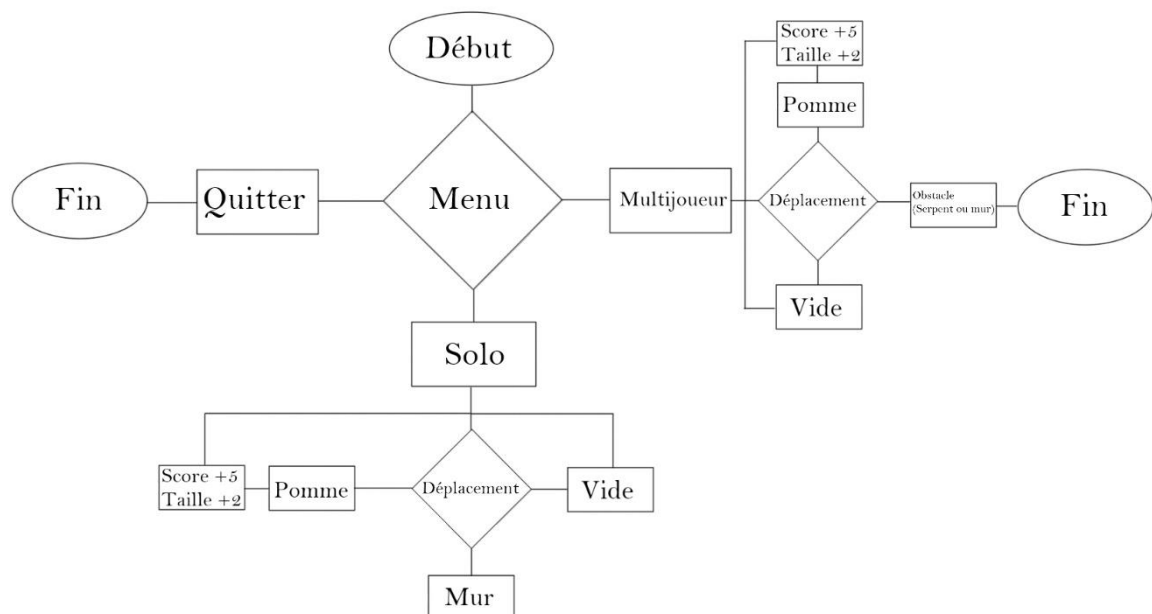 Début
Score +5
Taille +2
Pomme
Fin
Quitter
Menu
Multijoueur
Déplacement
Obstacle
(Serpent ou mur)
Fin
Vide
Solo
Score +5
Taille +2
Pomme
Déplacement
Vide
Mur